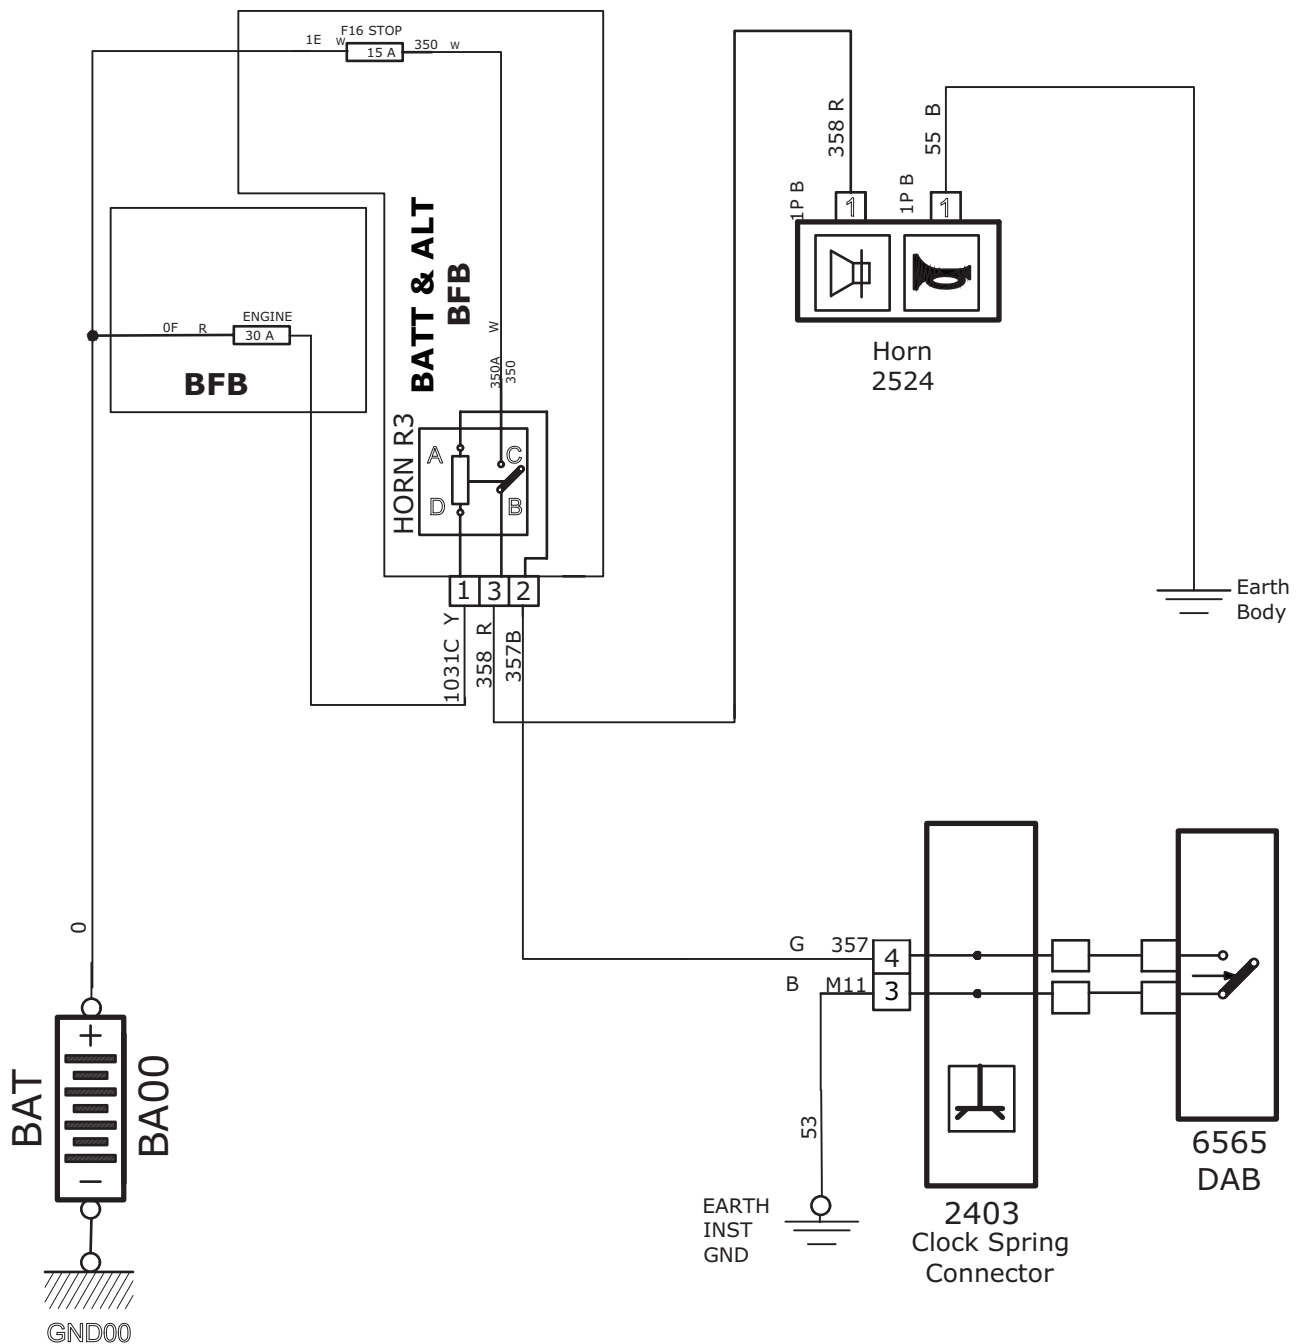 F16 STOP
1E W 15 A 350 W
358 R
55 B
1P B
1P B
1 1
Horn
2524
BATT & ALT
BFB
ENGINE
0F R 30 A
BFB
W
350A
350
HORN R3
A C
D B
1 3 2
1031C Y
358 R
357B
Earth
Body
0
G 357 4
B M11 3
53
+
BAT
BA00
–
GND00
EARTH
INST
GND
2403
Clock Spring
Connector
6565
DAB